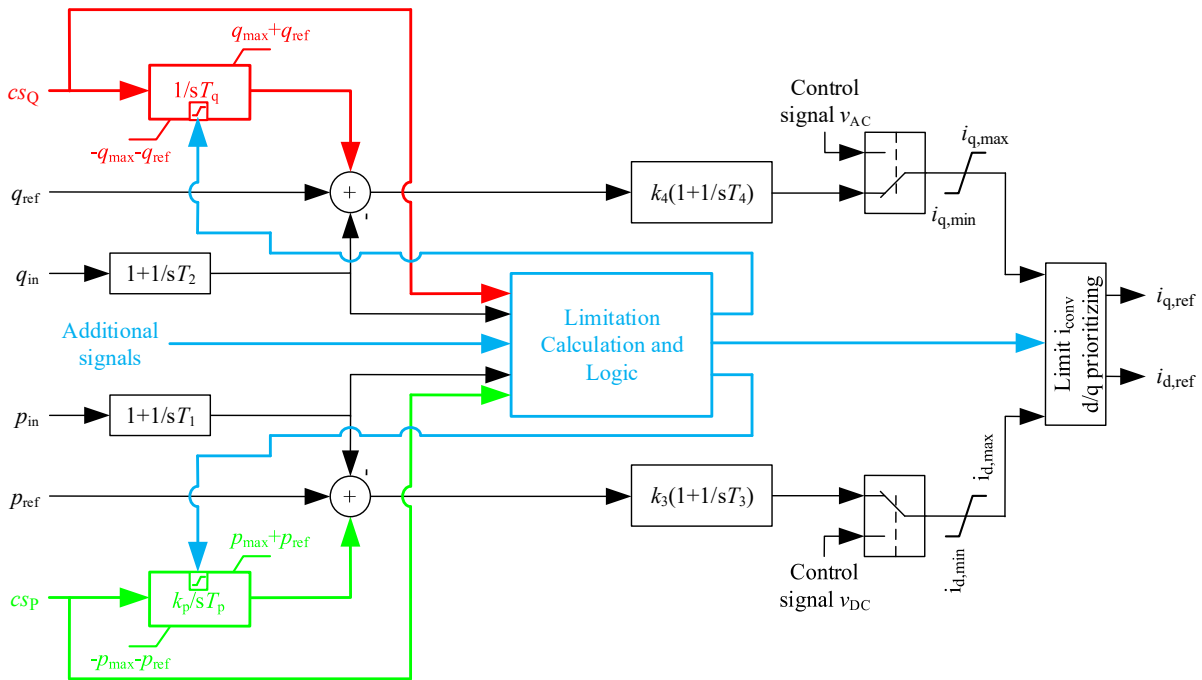 q_max+q_ref
cs_Q
1/sT_q
-q_max-q_ref
Control
signal v_AC
i_q,max
q_ref
+
'
k_4(1+1/sT_4)
i_q,min
q_in
1+1/sT_2
Additional
signals
Limitation
Calculation and
Logic
Limit i_conv
d/q prioritizing
i_q,ref
i_d,ref
p_in
1+1/sT_1
'
p_ref
+
k_3(1+1/sT_3)
i_d,max
i_d,min
p_max+p_ref
Control
signal v_DC
cs_P
k_p/sT_p
-p_max-p_ref